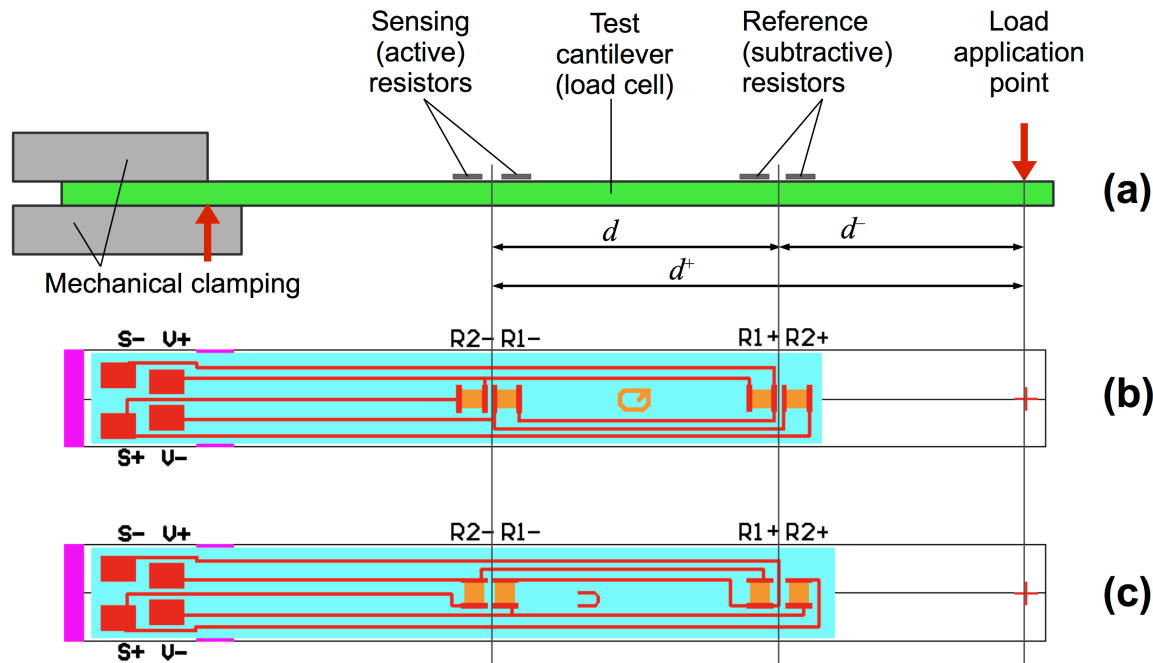 Sensing
(active)
resistors
Test
cantilever
(load cell)
Reference
(subtractive)
resistors
Load
application
point
(a)
d
d⁻
d⁺
Mechanical clamping
S- V+
R2- R1-
R1+ R2+
(b)
S+ V-
S- V+
R2- R1-
R1+ R2+
(c)
S+ V-